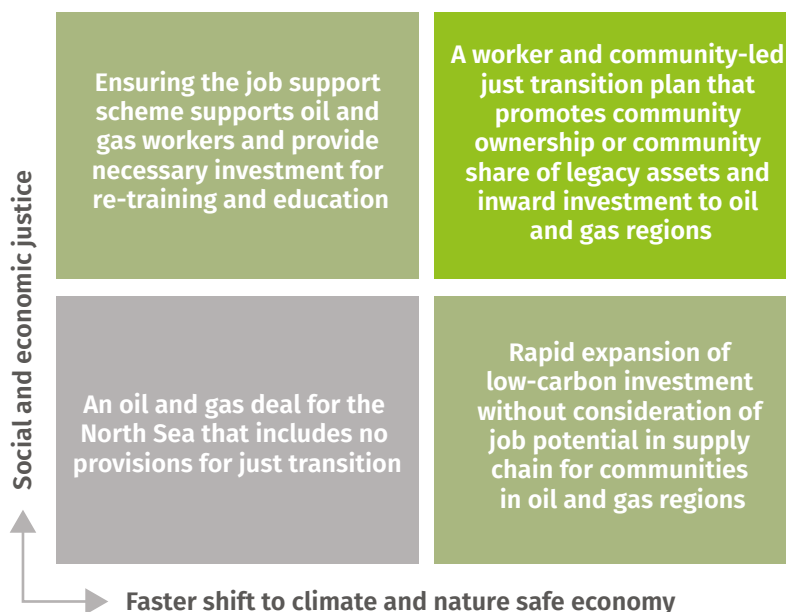 Ensuring the job support
scheme supports oil and
gas workers and provide
necessary investment for
re-training and education
A worker and community-led
just transition plan that
promotes community
ownership or community
share of legacy assets and
inward investment to oil
and gas regions
Social and economic justice
An oil and gas deal for the
North Sea that includes no
provisions for just transition
Rapid expansion of
low-carbon investment
without consideration of
job potential in supply
chain for communities
in oil and gas regions
Faster shift to climate and nature safe economy